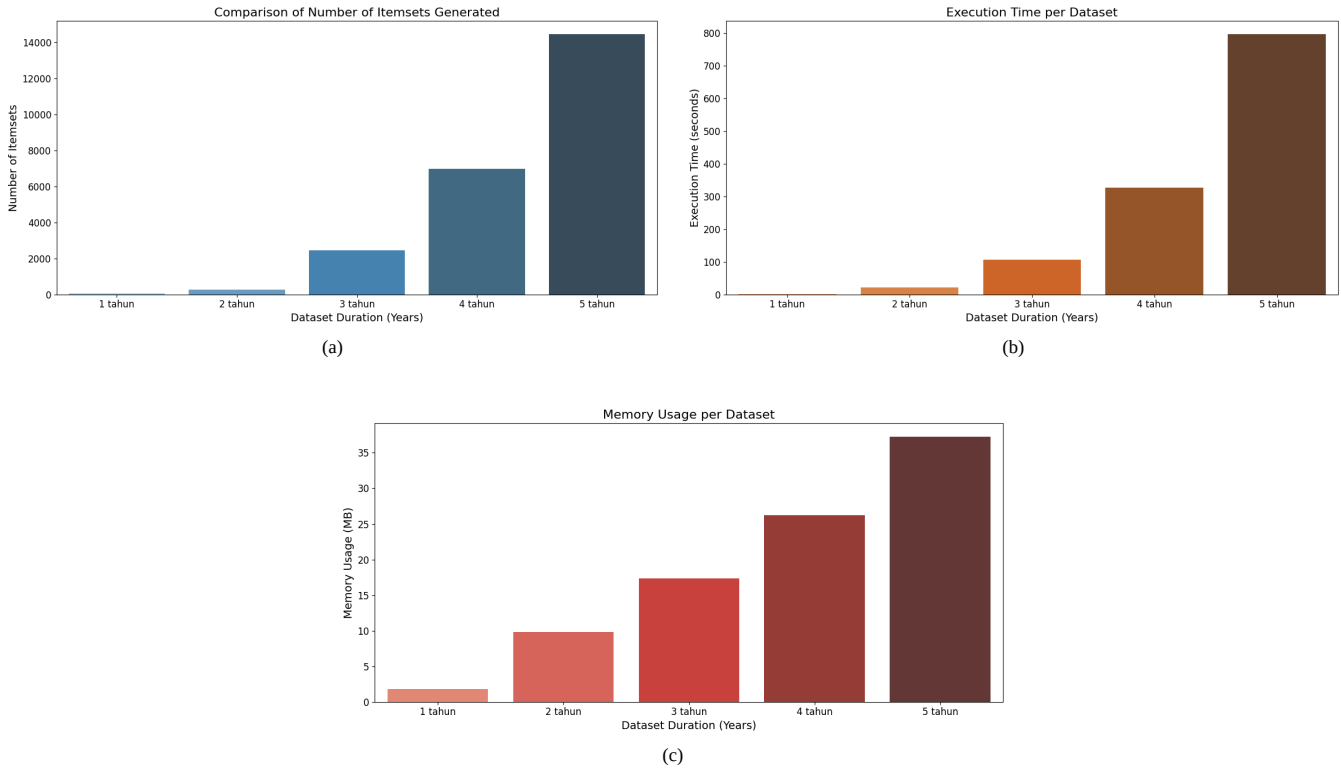 Comparison of Number of Itemsets Generated
Number of Itemsets
14000
12000
10000
8000
6000
4000
2000
0
1 tahun 2 tahun 3 tahun 4 tahun 5 tahun
Dataset Duration (Years)
(a)
Execution Time per Dataset
Execution Time (seconds)
800
700
600
500
400
300
200
100
0
1 tahun 2 tahun 3 tahun 4 tahun 5 tahun
Dataset Duration (Years)
(b)
Memory Usage per Dataset
Memory Usage (MB)
35
30
25
20
15
10
5
0
1 tahun 2 tahun 3 tahun 4 tahun 5 tahun
Dataset Duration (Years)
(c)